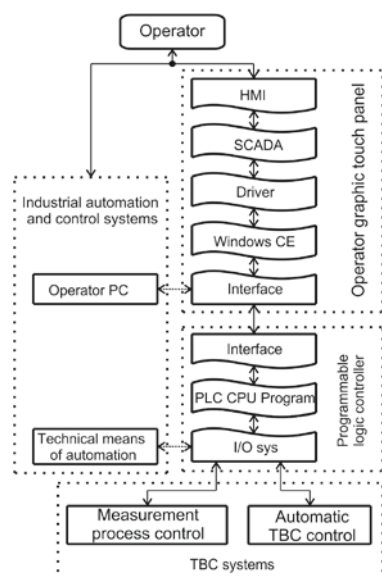 Operator
HMI
SCADA
Driver
Windows CE
Interface
Operator graphic touch panel
Industrial automation
and control systems
Operator PC
Technical means
of automation
Interface
PLC CPU Program
I/O sys
Programmable
logic controller
Measurement
process control
Automatic
TBC control
TBC systems